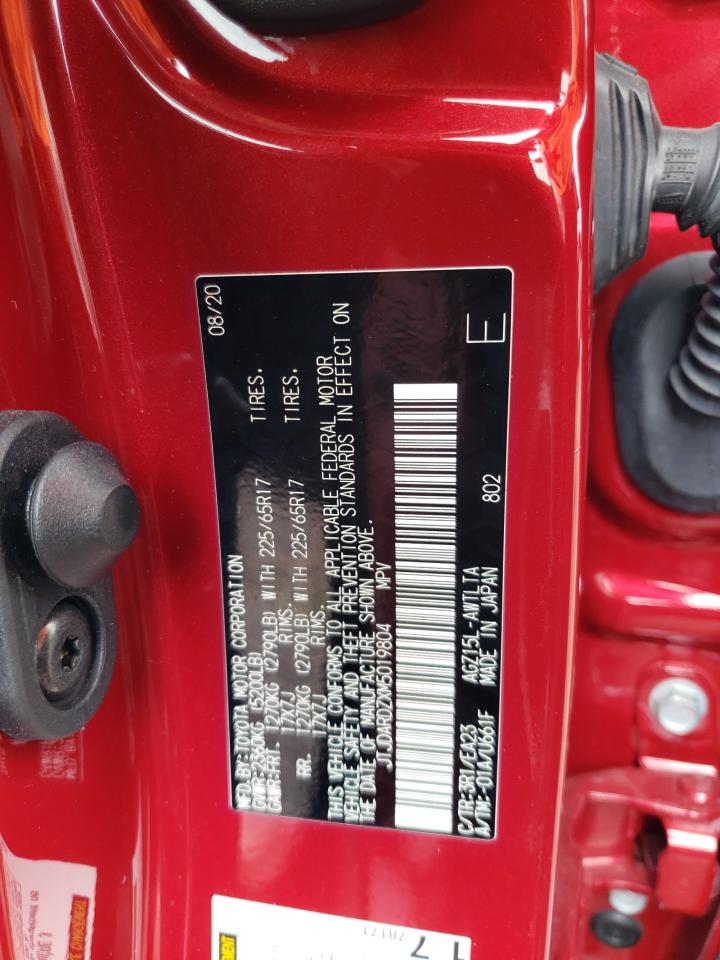 08/20
MFD.BY:TOYOTA MOTOR CORPORATION
GVWR:2360KG (5200LB)
GAWR:FRT. 1270KG (2790LB) WITH 225/65R17 TIRES.
17X7J RIMS.
RR. 1270KG (2790LB) WITH 225/65R17 TIRES.
17X7J RIMS.
THIS VEHICLE CONFORMS TO ALL APPLICABLE FEDERAL MOTOR
VEHICLE SAFETY AND THEFT PREVENTION STANDARDS IN EFFECT ON
THE DATE OF MANUFACTURE SHOWN ABOVE.
JTJDARDZXM5019804 MPV
C/TR:3R1/EA23 AGZ15L-AWTLTA
A/TM:-01A/U661F MADE IN JAPAN 802
E
78171